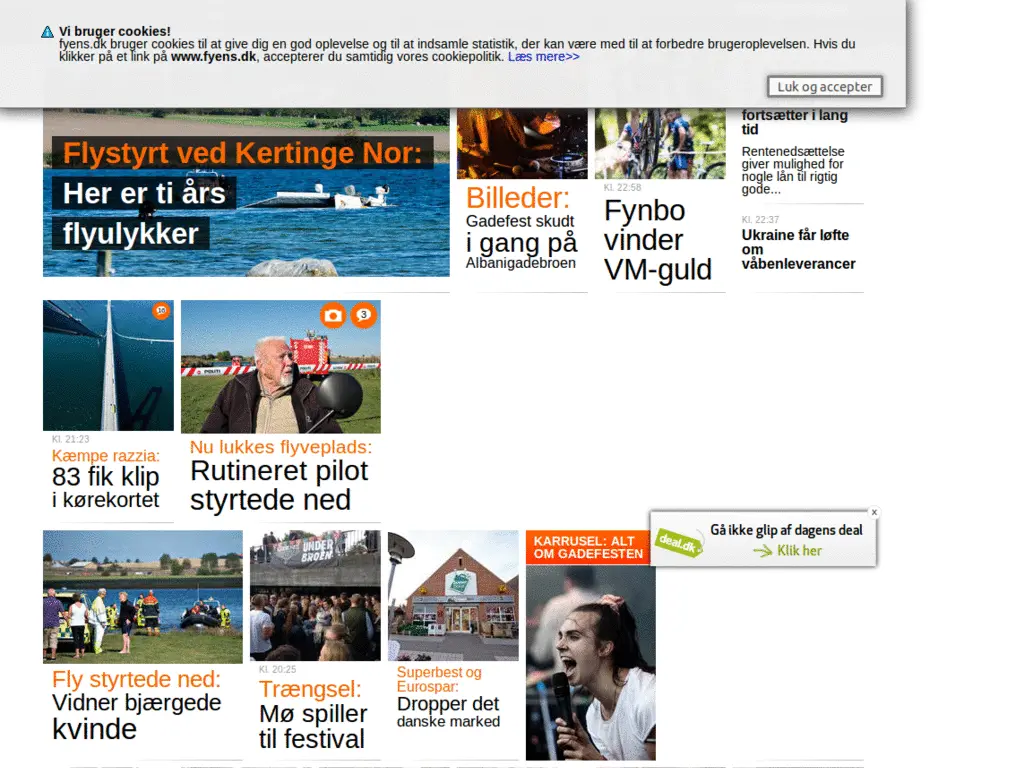 Vi bruger cookies!
fyens.dk bruger cookies til at give dig en god oplevelse og til at indsamle statistik, der kan være med til at forbedre brugeroplevelsen. Hvis du
klikker på et link på www.fyens.dk, accepterer du samtidig vores cookiepolitik. Læs mere>>
Luk og accepter
Flystyrt ved Kertinge Nor:
Her er ti års
flyulykker
Billeder:
Gadefest skudt
i gang på
Albanigadebroen
Kl. 22:58
Fynbo
vinder
VM-guld
fortsætter i lang
tid
Rentenedsættelse
giver mulighed for
nogle lån til rigtig
gode...
Kl. 22:37
Ukraine får løfte
om
våbenleverancer
Kl. 21:23
Kæmpe razzia:
83 fik klip
i kørekortet
3
POLITI
Nu lukkes flyveplads:
Rutineret pilot
styrtede ned
x
deal.dk
Gå ikke glip af dagens deal
Klik her
Fly styrtede ned:
Vidner bjærgede
kvinde
UNDER
BROEN
Kl. 20:25
Trængsel:
Mø spiller
til festival
Superbest og
Eurospar:
Dropper det
danske marked
KARRUSEL: ALT
OM GADEFESTEN